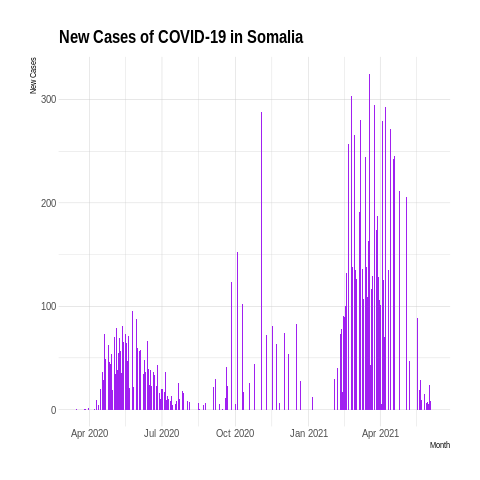 New Cases of COVID-19 in Somalia
New Cases
300
200
100
0
Apr 2020 Jul 2020 Oct 2020 Jan 2021 Apr 2021
Month